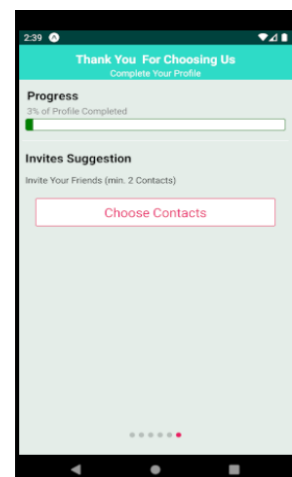 2:39
Thank You For Choosing Us
Complete Your Profile
Progress
3% of Profile Completed
Invites Suggestion
Invite Your Friends (min. 2 Contacts)
Choose Contacts